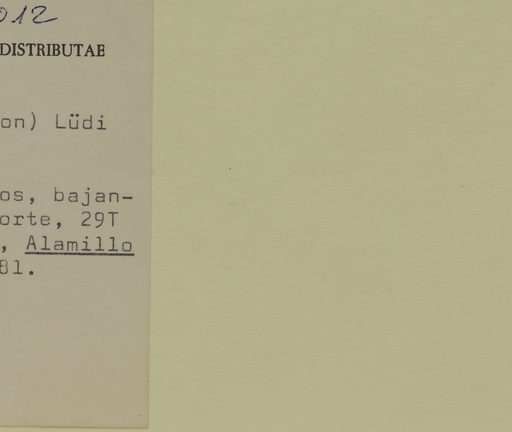 012
DISTRIBUTAE
on) Lüdi
os, bajan-
orte, 29T
, Alamillo
81.